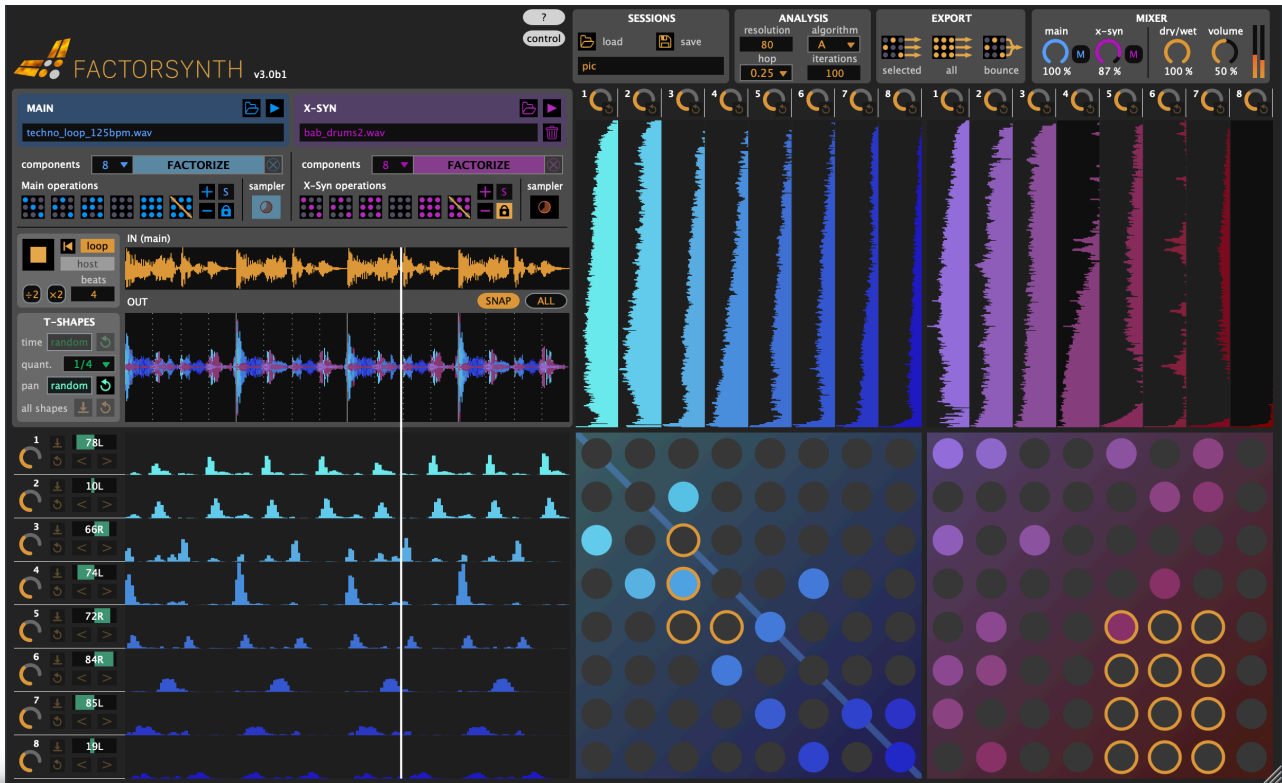 ?
control
SESSIONS
load
save
pic
ANALYSIS
resolution
algorithm
80
A
hop
iterations
0.25
100
EXPORT
selected
all
bounce
MIXER
main
x-syn
dry/wet
volume
M
M
100 %
87 %
100 %
50 %
FACTORSYNTH v3.0b1
MAIN
techno_loop_125bpm.wav
X-SYN
bab_drums2.wav
components 8 FACTORIZE
components 8 FACTORIZE
Main operations
+ S
−
sampler
X-Syn operations
+ S
−
sampler
1 2 3 4 5 6 7 8
1 2 3 4 5 6 7 8
loop
host
beats
÷2 ×2 4
IN (main)
OUT
SNAP
ALL
T-SHAPES
time random
quant. 1/4
pan random
all shapes
1 78L
< >
2 10L
< >
3 66R
< >
4 74L
< >
5 72R
< >
6 84R
< >
7 85L
< >
8 19L
< >